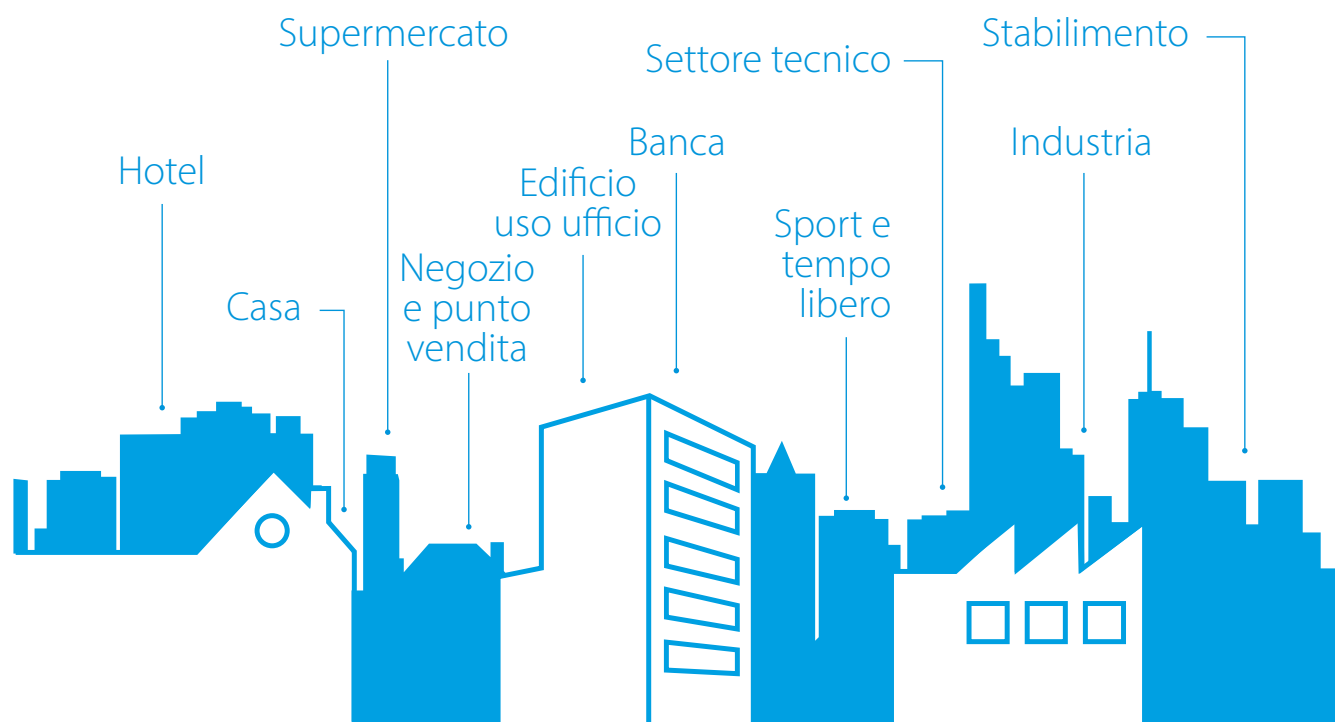 Supermercato
Stabilimento
Settore tecnico
Banca
Industria
Hotel
Edificio
uso ufficio
Sport e
tempo
libero
Negozio
e punto
vendita
Casa